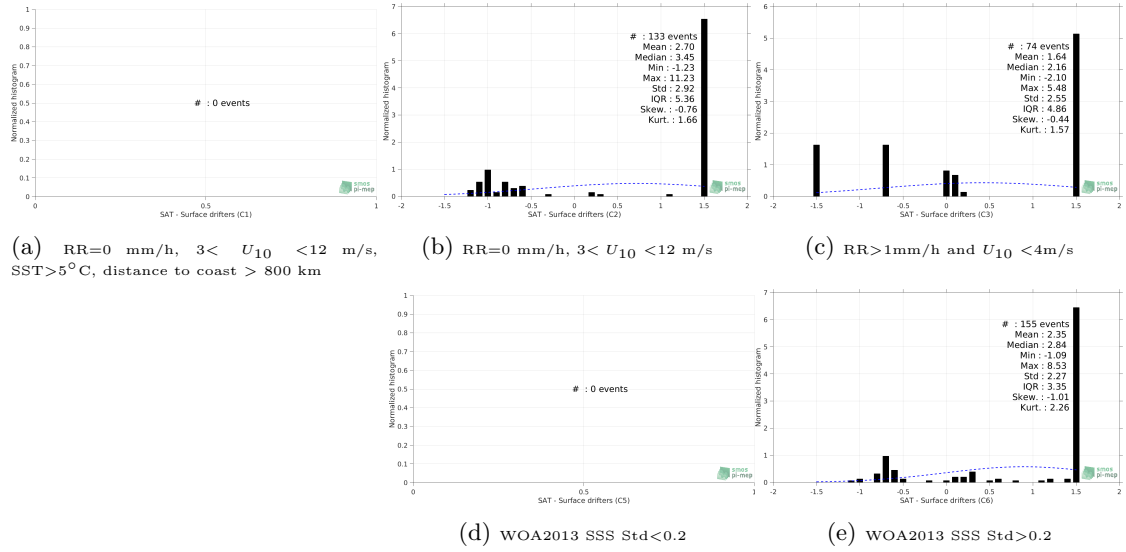 1
0.9
0.8
0.7
0.6
0.5
0.4
0.3
0.2
0.1
0
Normalized histogram
# : 0 events
0
0.5
1
SAT - Surface drifters (C1)
smos
pi-mep
(a) RR=0 mm/h, 3< U10 <12 m/s,
SST>5°C, distance to coast > 800 km
7
6
5
4
3
2
1
0
Normalized histogram
# : 133 events
Mean : 2.70
Median : 3.45
Min : -1.23
Max : 11.23
Std : 2.92
IQR : 5.36
Skew. : -0.76
Kurt. : 1.66
-2
-1.5
-1
-0.5
0
0.5
1
1.5
2
SAT - Surface drifters (C2)
smos
pi-mep
(b) RR=0 mm/h, 3< U10 <12 m/s
6
5
4
3
2
1
0
Normalized histogram
# : 74 events
Mean : 1.64
Median : 2.16
Min : -2.10
Max : 5.48
Std : 2.55
IQR : 4.86
Skew. : -0.44
Kurt. : 1.57
-2
-1.5
-1
-0.5
0
0.5
1
1.5
2
SAT - Surface drifters (C3)
smos
pi-mep
(c) RR>1mm/h and U10 <4m/s
1
0.9
0.8
0.7
0.6
0.5
0.4
0.3
0.2
0.1
0
Normalized histogram
# : 0 events
0
0.5
1
SAT - Surface drifters (C5)
smos
pi-mep
(d) WOA2013 SSS Std<0.2
7
6
5
4
3
2
1
0
Normalized histogram
# : 155 events
Mean : 2.35
Median : 2.84
Min : -1.09
Max : 8.53
Std : 2.27
IQR : 3.35
Skew. : -1.01
Kurt. : 2.26
-2
-1.5
-1
-0.5
0
0.5
1
1.5
2
SAT - Surface drifters (C6)
smos
pi-mep
(e) WOA2013 SSS Std>0.2